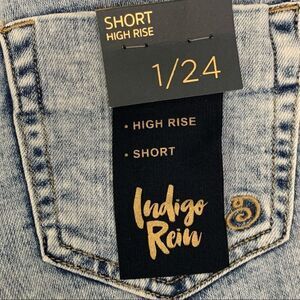 SHORT
HIGH RISE
1/24
• HIGH RISE
• SHORT
Indigo
Rein